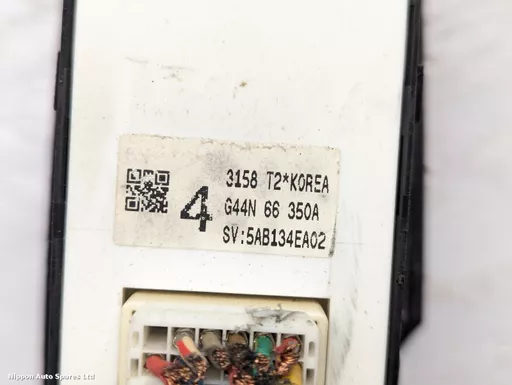 3158 T2*KOREA
4
G44N 66 350A
SV:5AB134EA02
Nippon Auto Spares Ltd